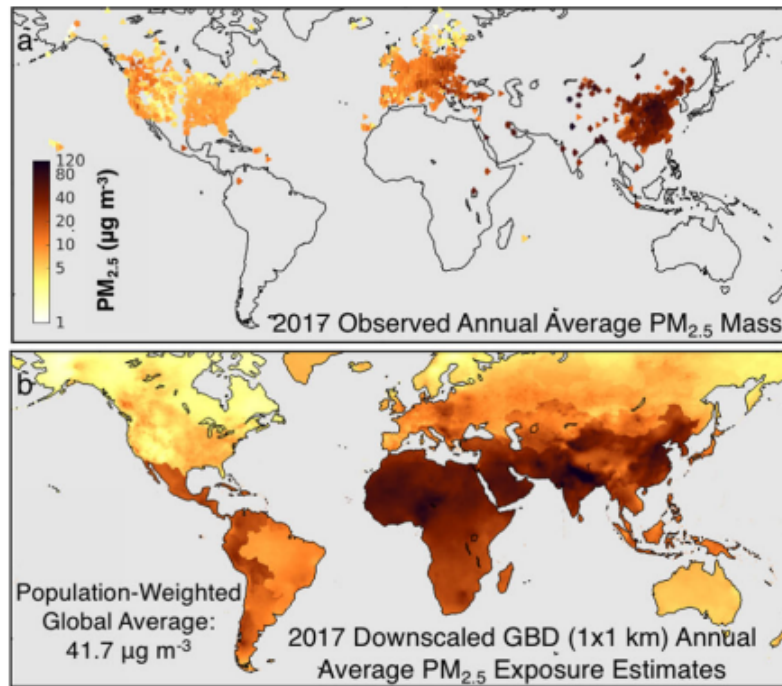 a
120
80
40
20
10
5
1
PM2.5 (μg m-3)
2017 Observed Annual Average PM2.5 Mass
b
Population-Weighted
Global Average:
41.7 μg m-3
2017 Downscaled GBD (1x1 km) Annual
Average PM2.5 Exposure Estimates